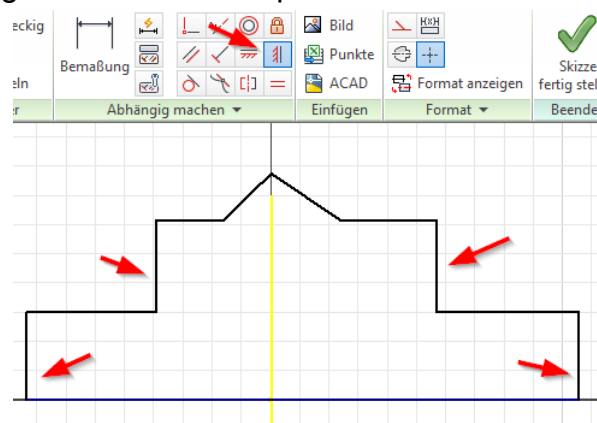 eckig
Bemaßung
Bild
Punkte
ACAD
eln
Format anzeigen
Skizze
fertig stel
r
Abhängig machen
Einfügen
Format
Beende